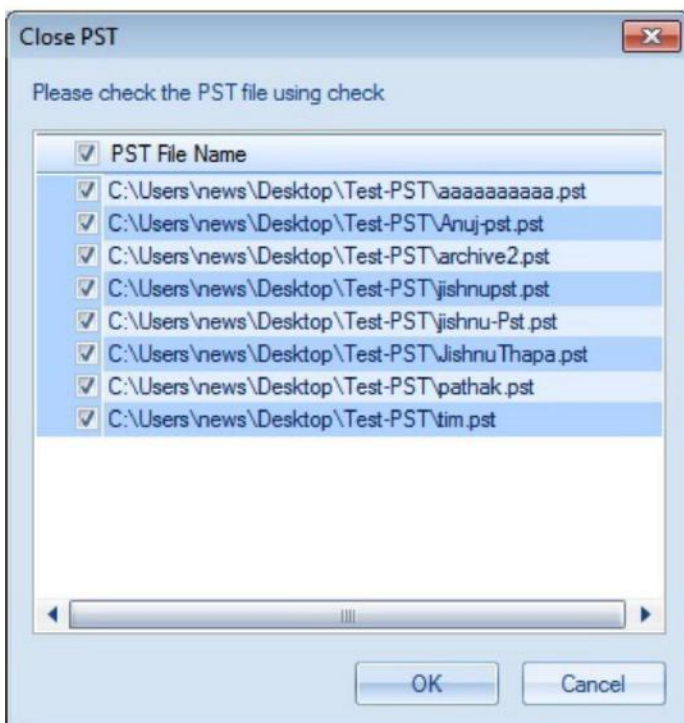 Close PST
Please check the PST file using check
PST File Name
C:\Users\news\Desktop\Test-PST\aaaaaaaaaa.pst
C:\Users\news\Desktop\Test-PST\Anuj-pst.pst
C:\Users\news\Desktop\Test-PST\archive2.pst
C:\Users\news\Desktop\Test-PST\jishnupst.pst
C:\Users\news\Desktop\Test-PST\jishnu-Pst.pst
C:\Users\news\Desktop\Test-PST\JishnuThapa.pst
C:\Users\news\Desktop\Test-PST\pathak.pst
C:\Users\news\Desktop\Test-PST\tim.pst
OK Cancel